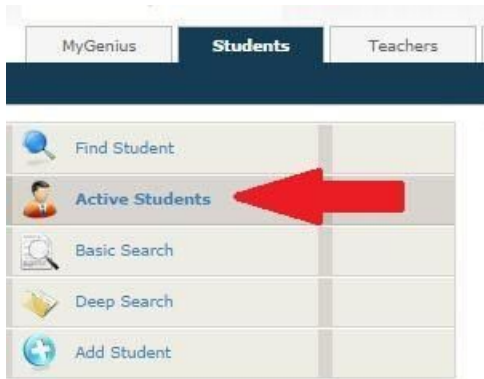 MyGenius Students Teachers
Find Student
Active Students
Basic Search
Deep Search
Add Student